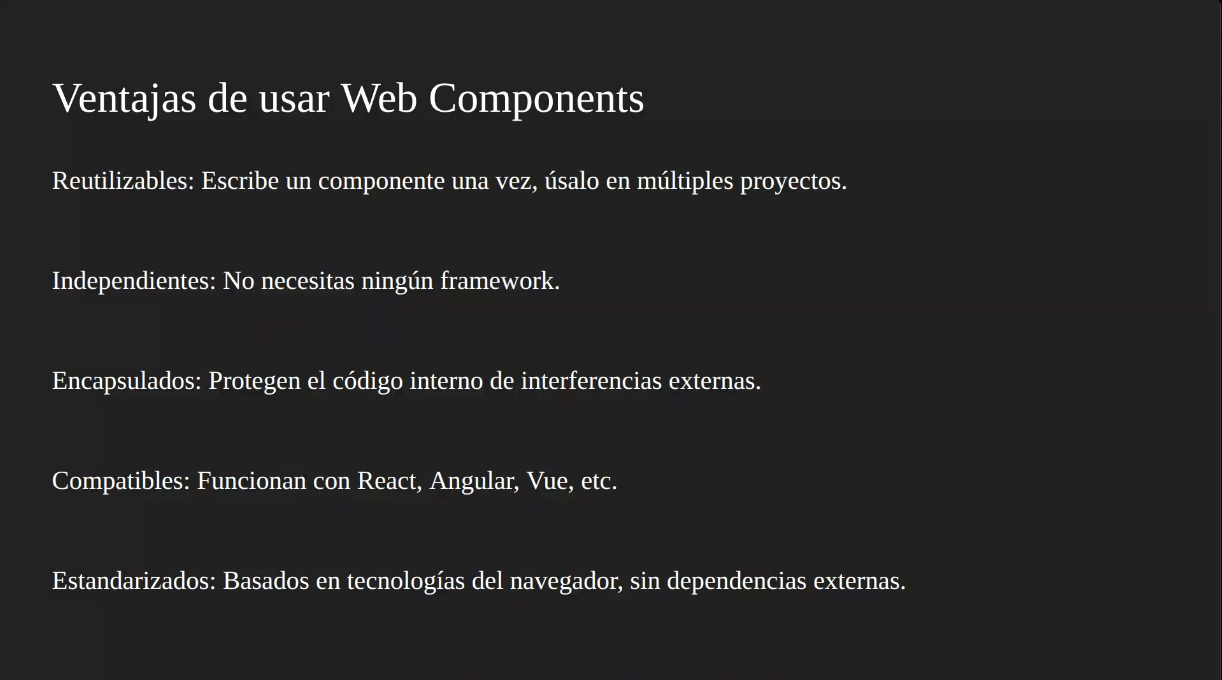 Ventajas de usar Web Components
Reutilizables: Escribe un componente una vez, úsalo en múltiples proyectos.
Independientes: No necesitas ningún framework.
Encapsulados: Protegen el código interno de interferencias externas.
Compatibles: Funcionan con React, Angular, Vue, etc.
Estandarizados: Basados en tecnologías del navegador, sin dependencias externas.